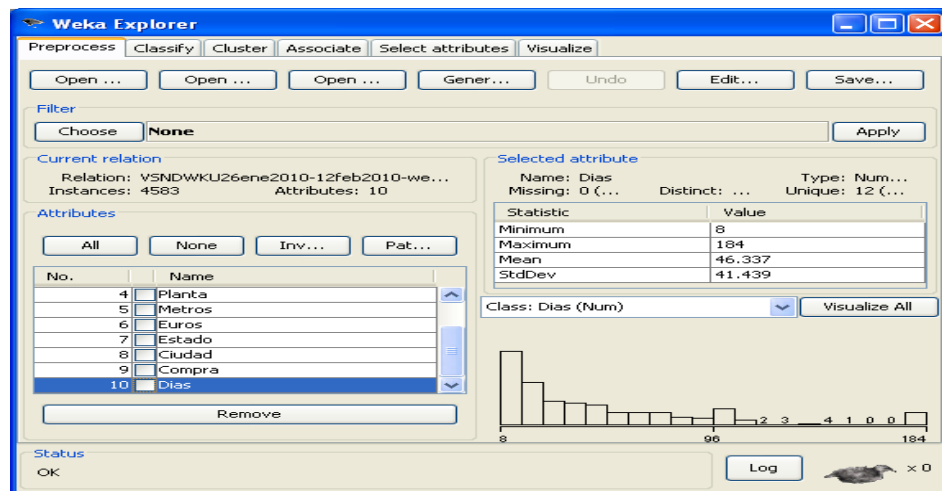 Weka Explorer
Preprocess Classify Cluster Associate Select attributes Visualize
Open ... Open ... Open ... Gener... Undo Edit... Save...
Filter
Choose None Apply
Current relation
Relation: VSNDWKU26ene2010-12feb2010-we...
Instances: 4583 Attributes: 10
Attributes
All None Inv... Pat...
No. Name
4 Planta
5 Metros
6 Euros
7 Estado
8 Ciudad
9 Compra
10 Dias
Remove
Selected attribute
Name: Dias Type: Num...
Missing: 0 (... Distinct: ... Unique: 12 (...
Statistic Value
Minimum 8
Maximum 184
Mean 46.337
StdDev 41.439
Class: Dias (Num) Visualize All
2 3 4 1 0 0
8 96 184
Status
OK
Log x 0